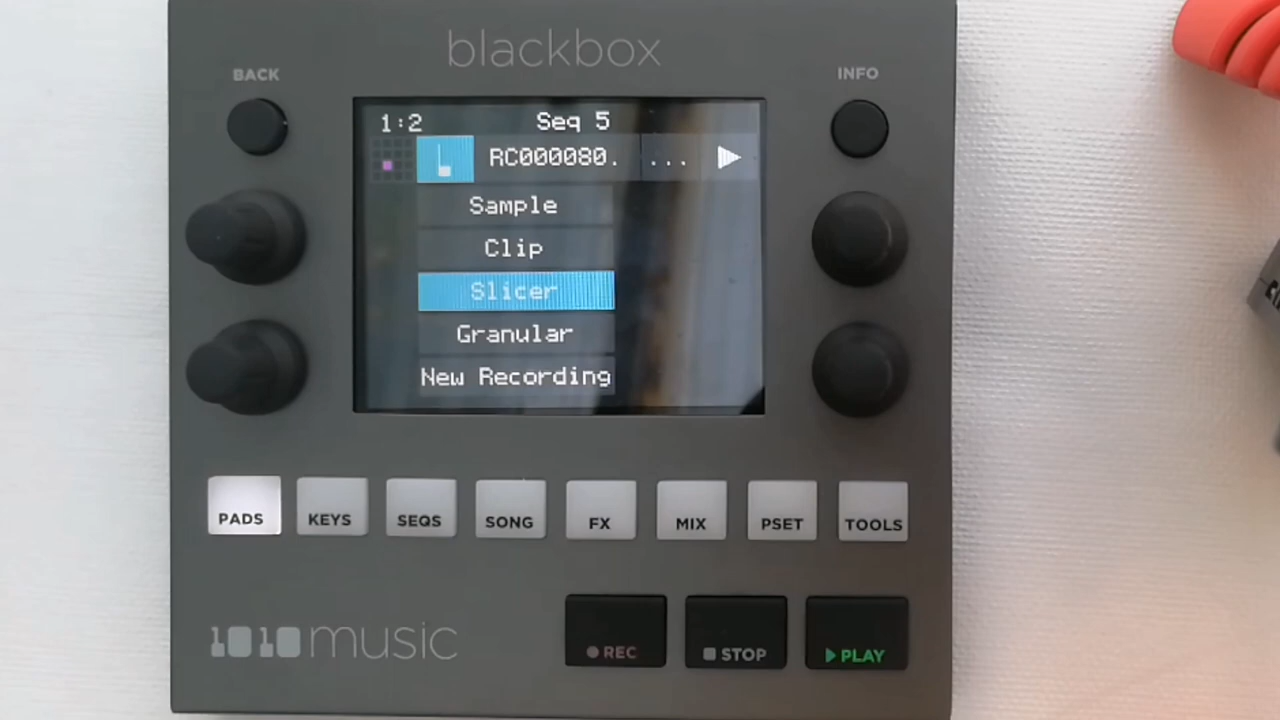 blackbox
BACK
INFO
1:2 Seq 5
RC000080. ...
Sample
Clip
Slicer
Granular
New Recording
PADS KEYS SEQS SONG FX MIX PSET TOOLS
1010music
REC STOP PLAY